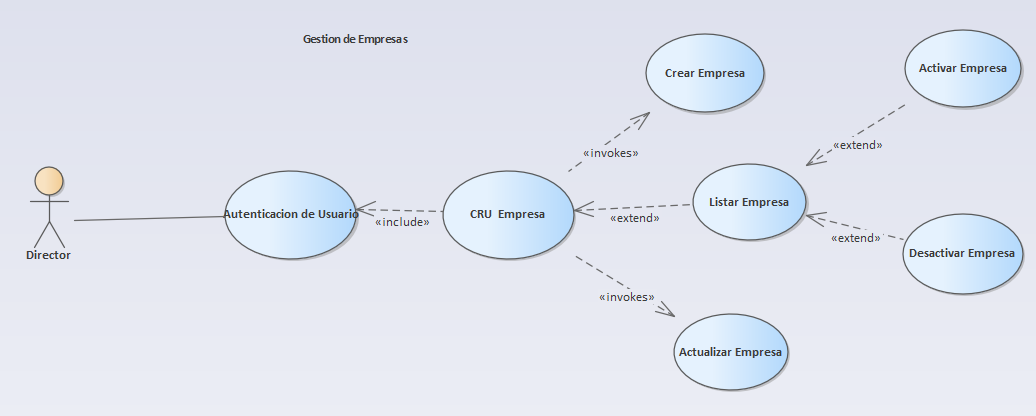 Gestion de Empresas
Crear Empresa
Activar Empresa
«invokes»
«extend»
Autenticacion de Usuario
«include»
CRU Empresa
«extend»
Listar Empresa
«extend»
Desactivar Empresa
Director
«invokes»
Actualizar Empresa